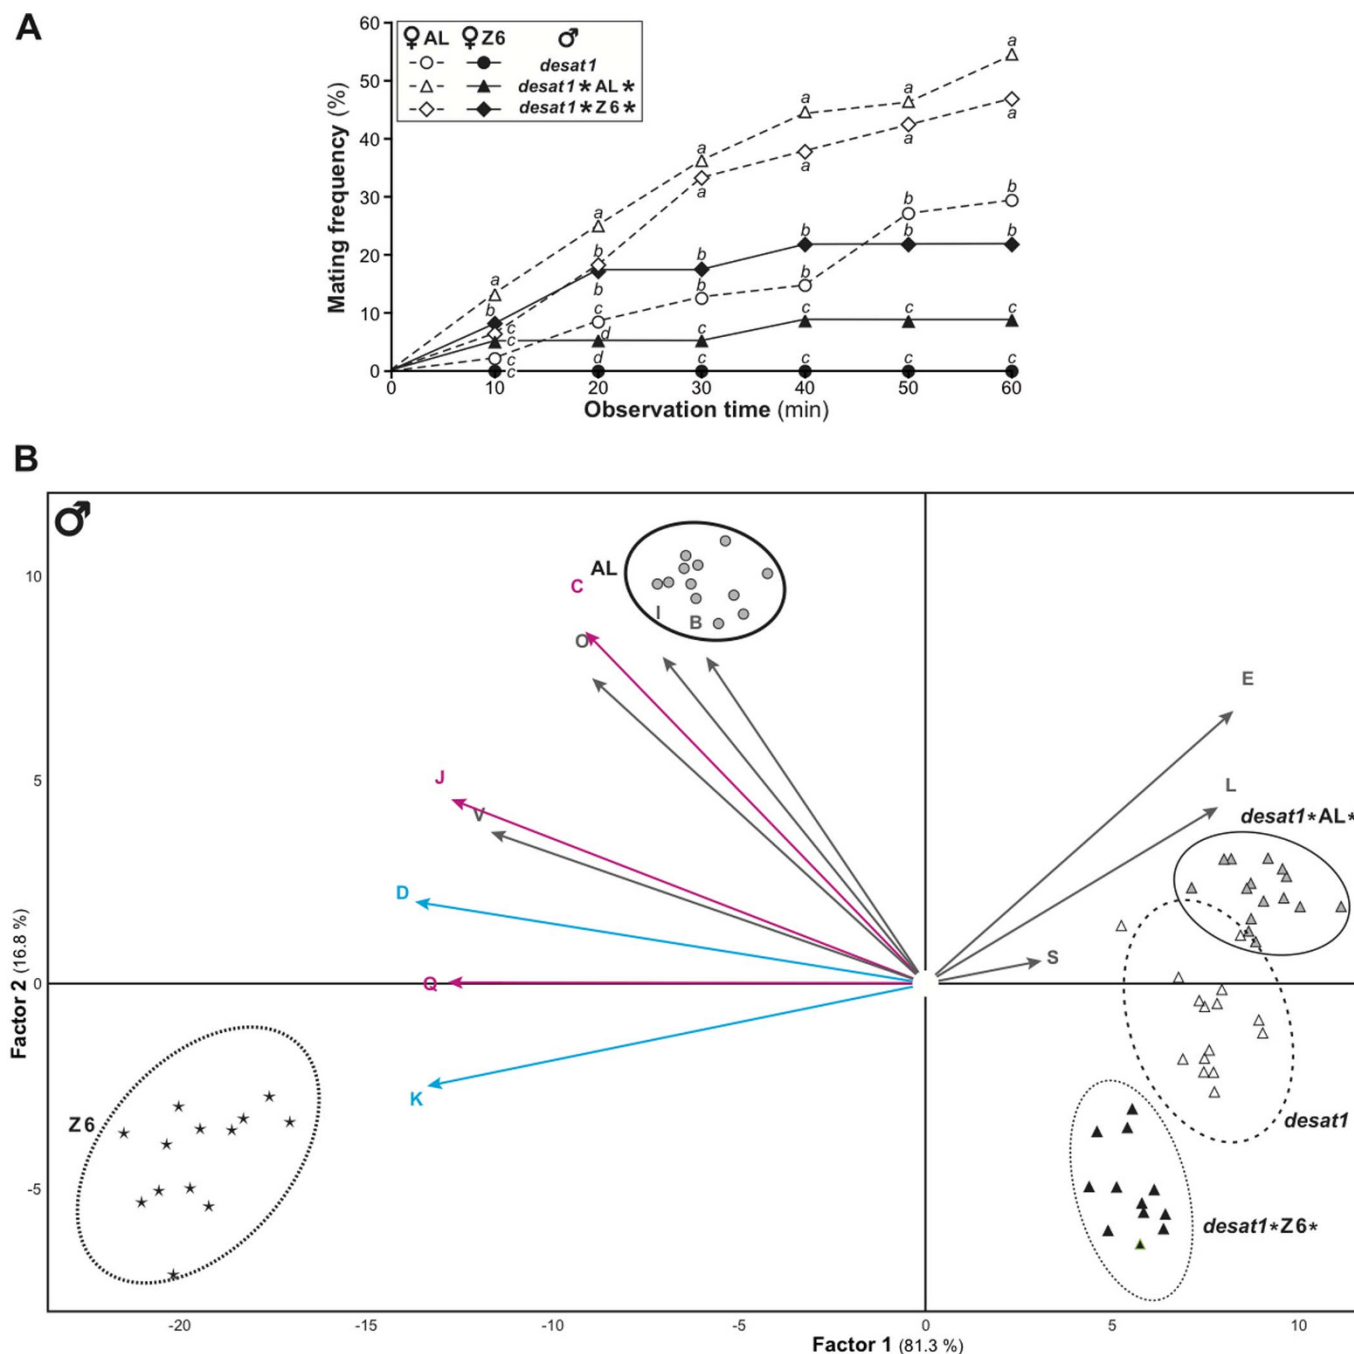 A
♀AL ♀Z6 ♂
desat1
desat1*AL*
desat1*Z6*
Mating frequency (%)
60
50
40
30
20
10
0
a
a
a
a
a
a
a
a
a
a
b
b
b
b
b
b
b
b
b
b
b
b
c
c
c
c
c
c
c
c
c
c
c
c
d
d
0 10 20 30 40 50 60
Observation time (min)
B
♂
AL
C
I B
O
E
J
L
V
desat1*AL*
D
S
Q
K
Z6
desat1
desat1*Z6*
Factor 2 (16.8 %)
10
5
0
-5
-20 -15 -10 -5 0 5 10
Factor 1 (81.3 %)